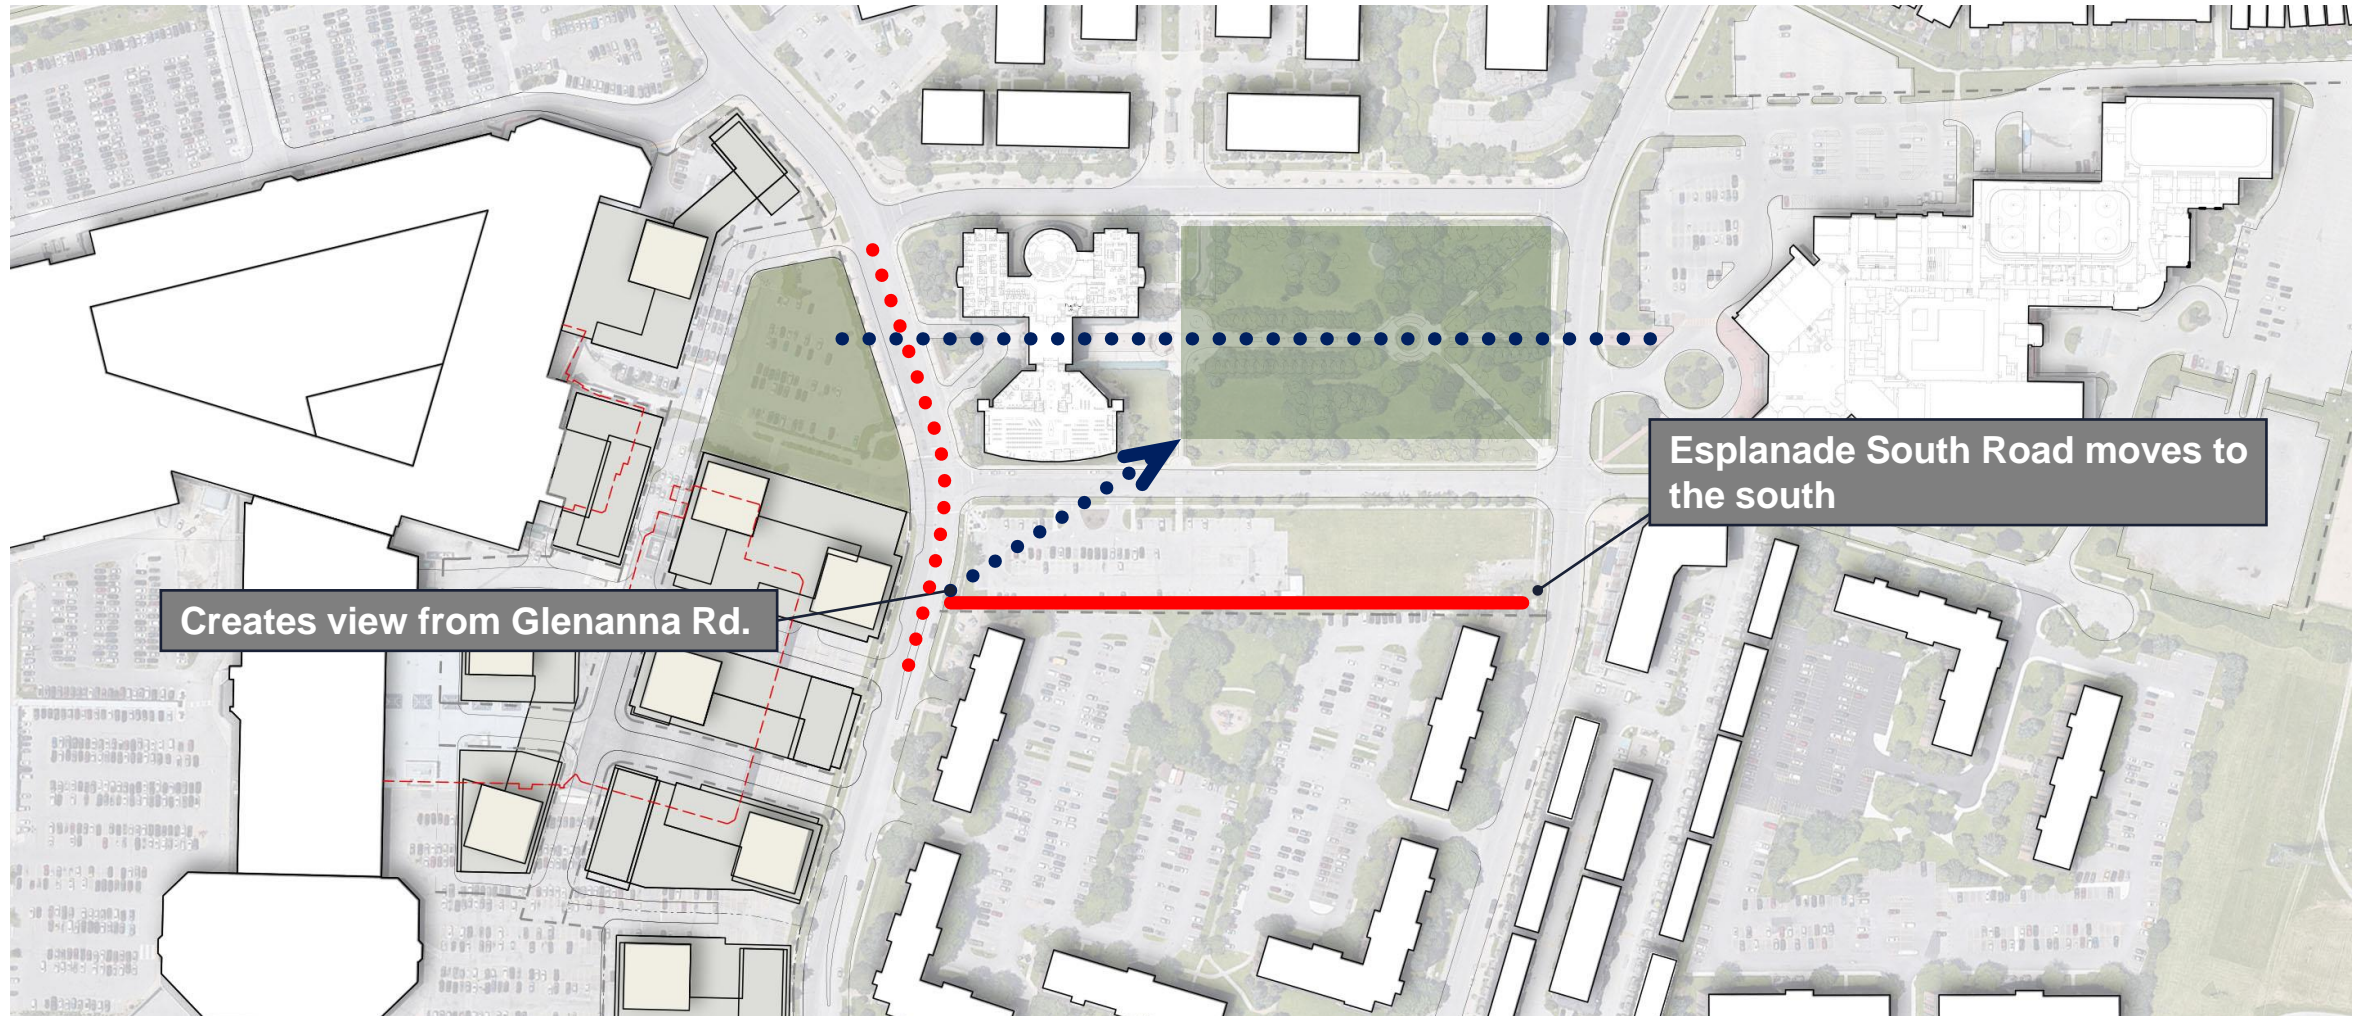 Esplanade South Road moves to
the south
Creates view from Glenanna Rd.